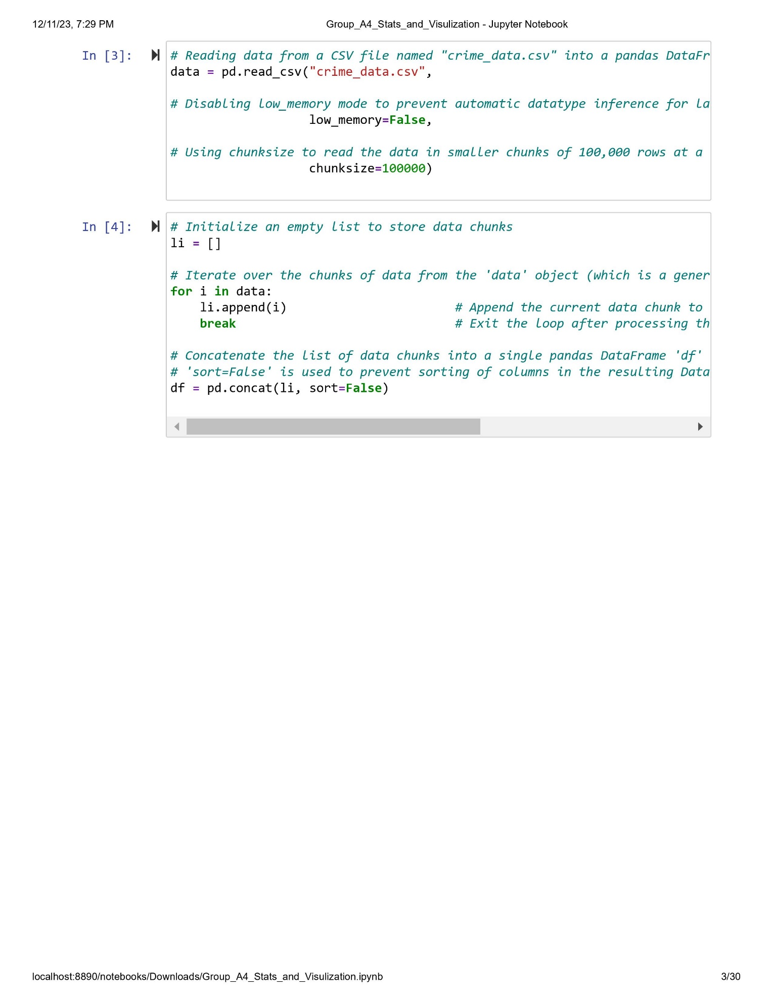 12/11/23, 7:29 PM Group_A4_Stats_and_Visulization - Jupyter Notebook
In [3]: # Reading data from a CSV file named "crime_data.csv" into a pandas DataFr
data = pd.read_csv("crime_data.csv",
# Disabling low_memory mode to prevent automatic datatype inference for la
low_memory=False,
# Using chunksize to read the data in smaller chunks of 100,000 rows at a
chunksize=100000)
In [4]: # Initialize an empty list to store data chunks
li = []
# Iterate over the chunks of data from the 'data' object (which is a gener
for i in data:
    li.append(i) # Append the current data chunk to
    break # Exit the loop after processing th
# Concatenate the list of data chunks into a single pandas DataFrame 'df'
# 'sort=False' is used to prevent sorting of columns in the resulting Data
df = pd.concat(li, sort=False)
localhost:8890/notebooks/Downloads/Group_A4_Stats_and_Visulization.ipynb 3/30